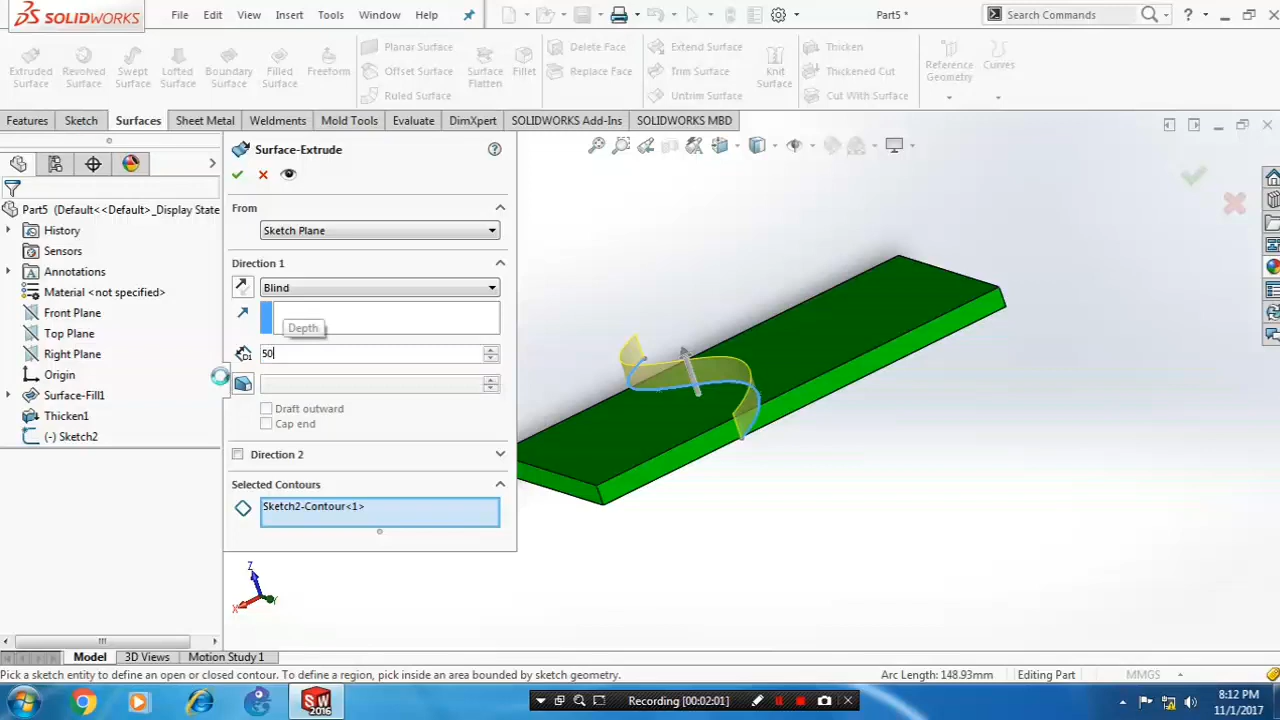 SOLIDWORKS File Edit View Insert Tools Window Help Part5 * Search Commands ?
Extruded Surface
Revolved Surface
Swept Surface
Lofted Surface
Boundary Surface
Filled Surface
Freeform
Planar Surface
Offset Surface
Ruled Surface
Surface Flatten
Fillet
Delete Face
Replace Face
Extend Surface
Trim Surface
Untrim Surface
Knit Surface
Thicken
Thickened Cut
Cut With Surface
Reference Geometry
Curves
Features Sketch Surfaces Sheet Metal Weldments Mold Tools Evaluate DimXpert SOLIDWORKS Add-Ins SOLIDWORKS MBD
Part5 (Default<<Default>_Display State
History
Sensors
Annotations
Material <not specified>
Front Plane
Top Plane
Right Plane
Origin
Surface-Fill1
Thicken1
(-) Sketch2
Surface-Extrude
From
Sketch Plane
Direction 1
Blind
Depth
50
Draft outward
Cap end
Direction 2
Selected Contours
Sketch2-Contour<1>
Z
X
Y
Model 3D Views Motion Study 1
Pick a sketch entity to define an open or closed contour. To define a region, pick inside an area bounded by sketch geometry. Arc Length: 148.93mm Editing Part MMGS
SW 2016
Recording [00:02:01]
8:12 PM
11/1/2017